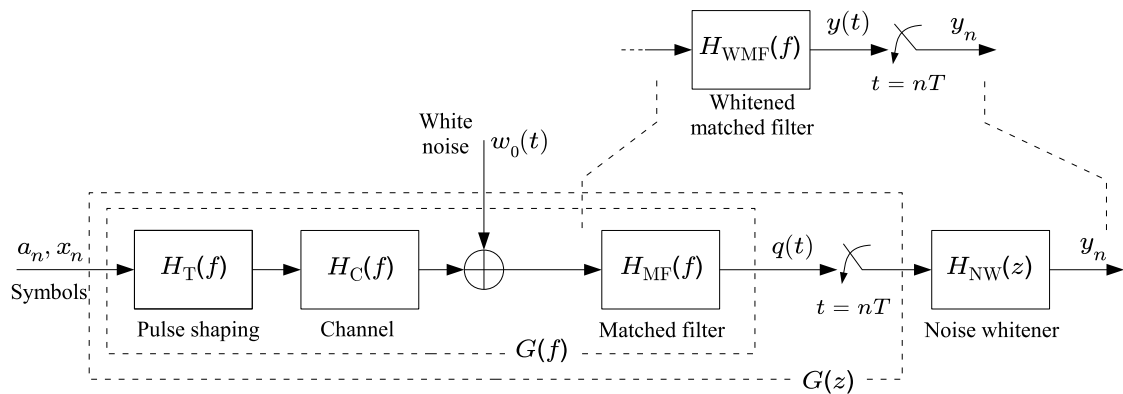 H_WMF(f)
y(t)
y_n
t = nT
Whitened
matched filter
White
noise
w_0(t)
a_n, x_n
Symbols
H_T(f)
Pulse shaping
H_C(f)
Channel
H_MF(f)
Matched filter
q(t)
t = nT
H_NW(z)
Noise whitener
y_n
G(f)
G(z)